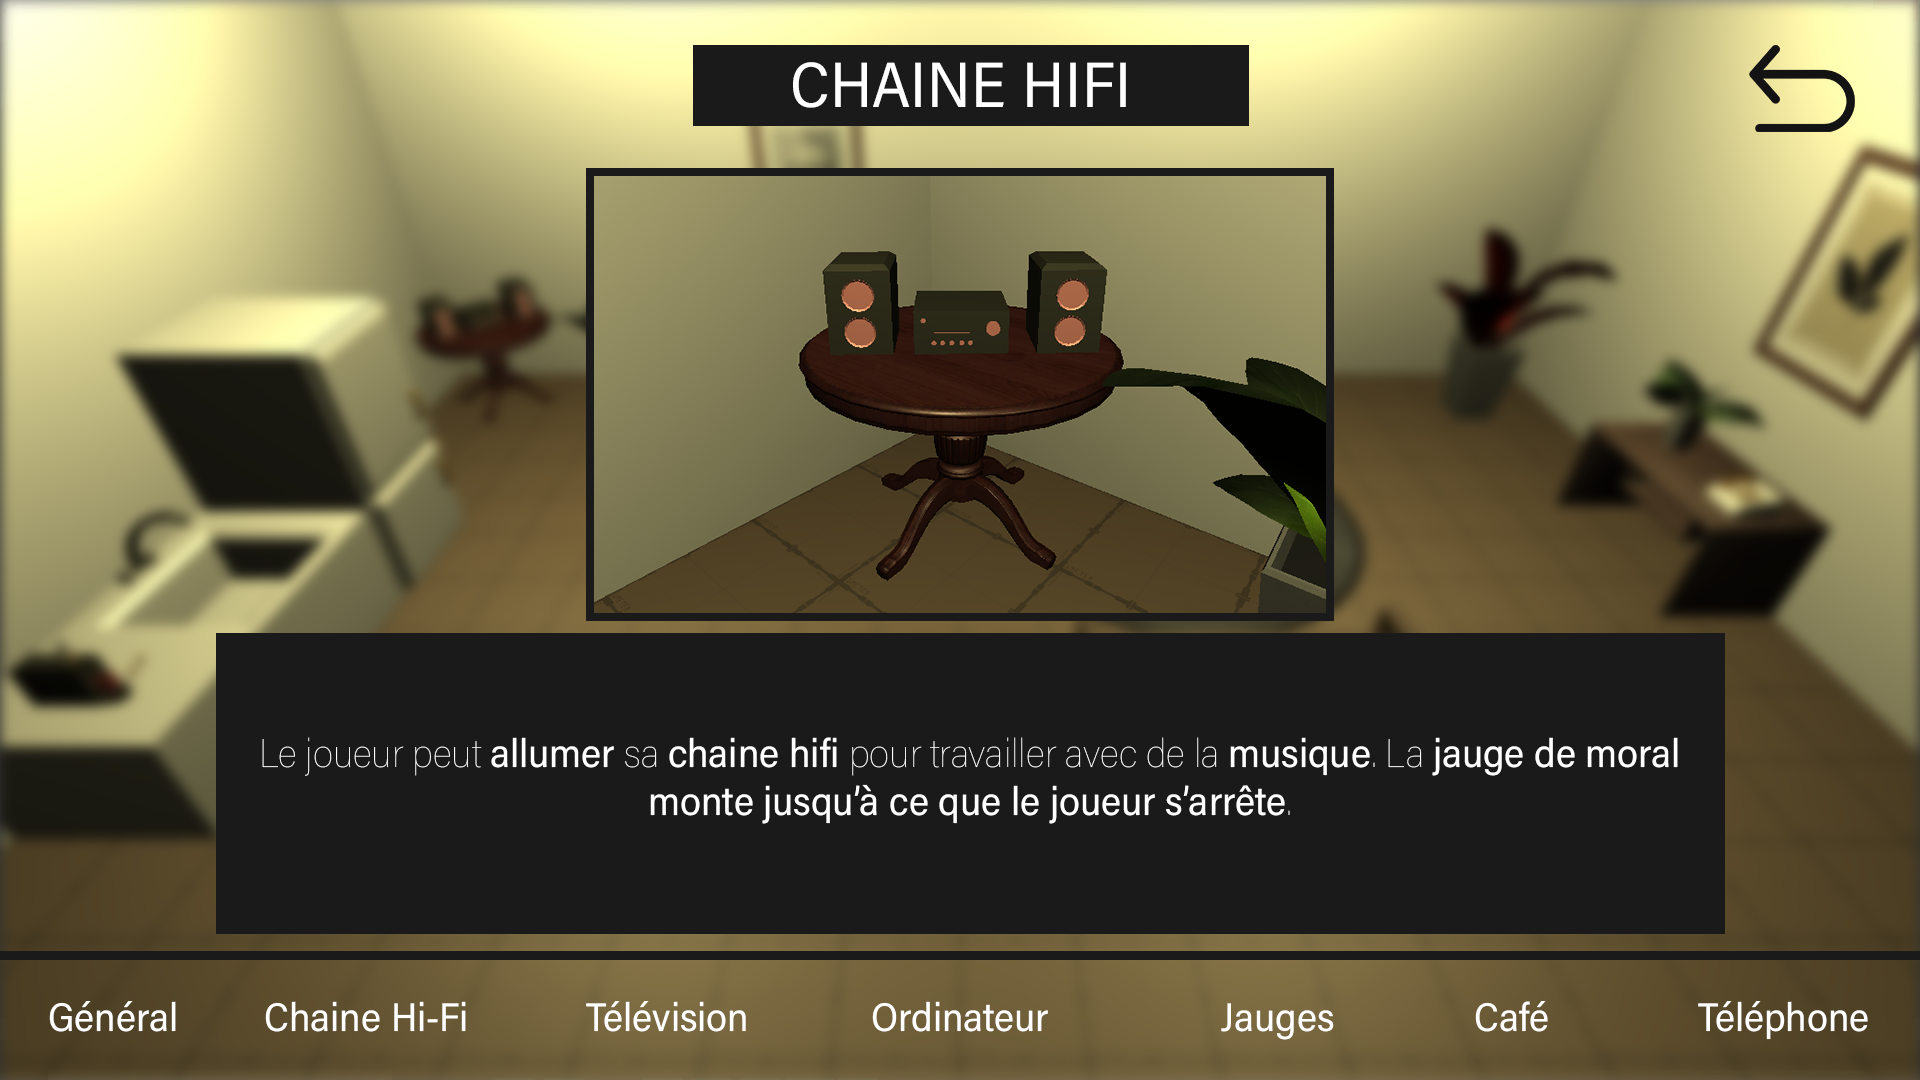 CHAINE HIFI
Le joueur peut allumer sa chaine hifi pour travailler avec de la musique. La jauge de moral
monte jusqu'à ce que le joueur s'arrête.
Général Chaine Hi-Fi Télévision Ordinateur Jauges Café Téléphone